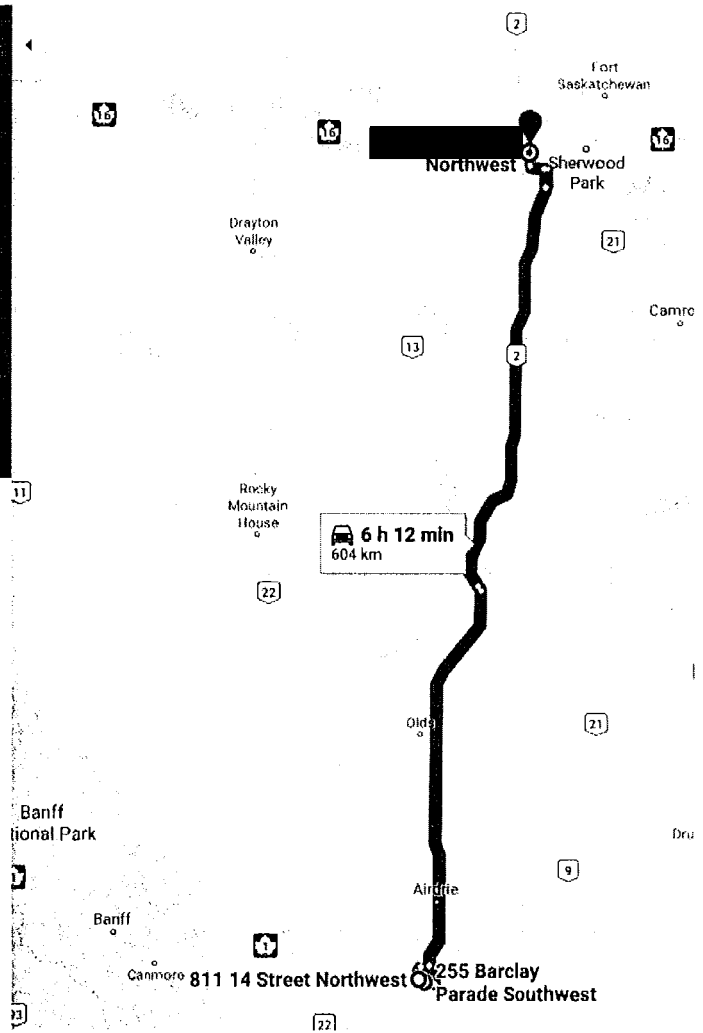 2
Fort
Saskatchewan
16
16
16
Northwest
Sherwood
Park
Drayton
Valley
21
Camro
13
2
11
Rocky
Mountain
House
6 h 12 min
604 km
22
Olds
21
Banff
tional Park
Dru
1
9
Airdrie
Banff
1
Canmore
811 14 Street Northwest
255 Barclay
Parade Southwest
93
22